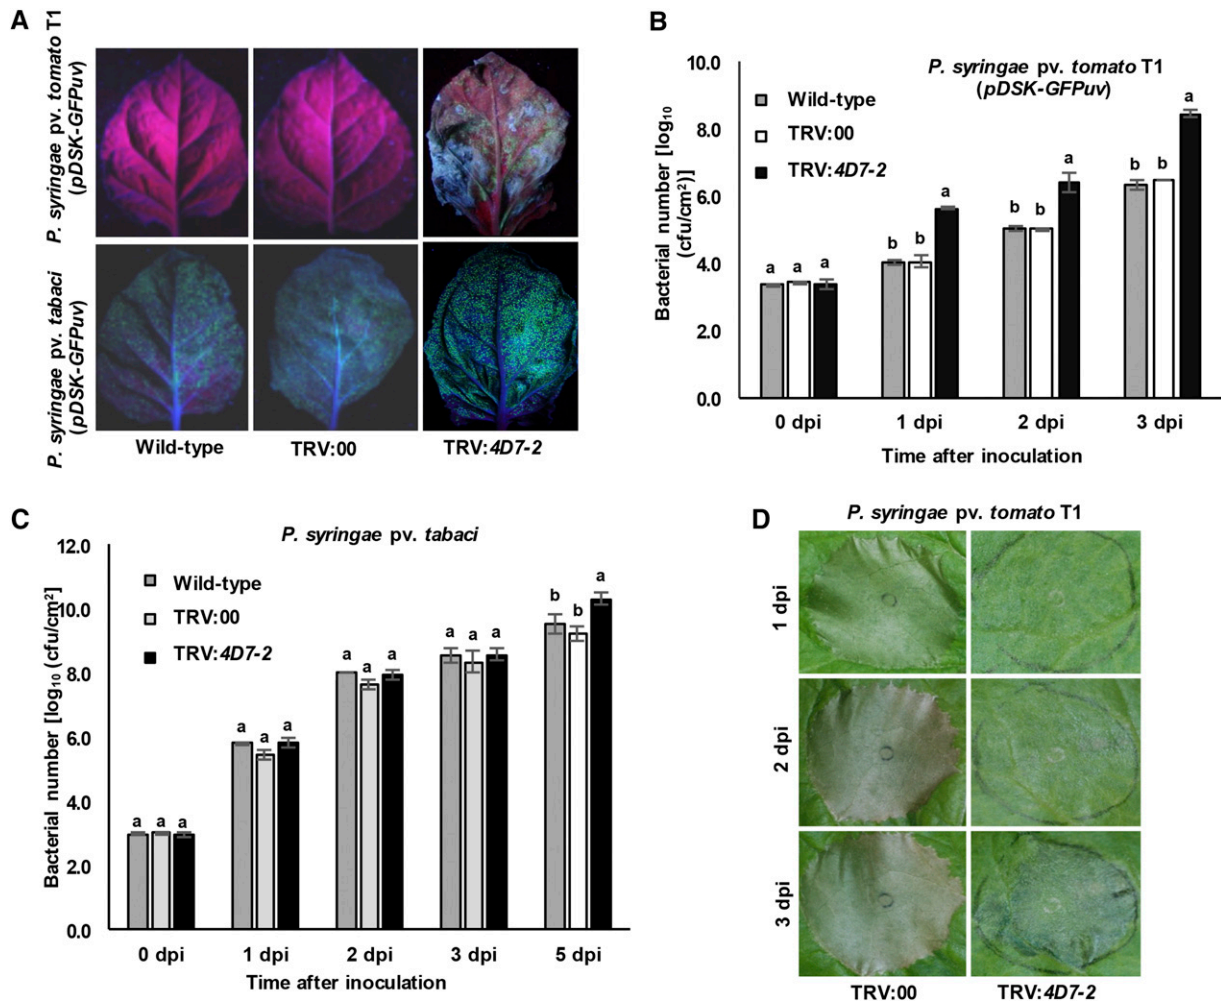 A
P. syringae pv. tomato T1
(pDSK-GFPuv)
P. syringae pv. tabaci
(pDSK-GFPuv)
Wild-type
TRV:00
TRV:4D7-2
B
P. syringae pv. tomato T1
(pDSK-GFPuv)
Wild-type
TRV:00
TRV:4D7-2
Bacterial number [log₁₀
(cfu/cm²)]
10.0
8.0
6.0
4.0
2.0
0.0
a a a
b b a
b b a
b b a
0 dpi 1 dpi 2 dpi 3 dpi
Time after inoculation
C
P. syringae pv. tabaci
Wild-type
TRV:00
TRV:4D7-2
Bacterial number [log₁₀ (cfu/cm²)
12.0
10.0
8.0
6.0
4.0
2.0
0.0
a a a
a a a
a a a
a a a
b b a
0 dpi 1 dpi 2 dpi 3 dpi 5 dpi
Time after inoculation
D
P. syringae pv. tomato T1
1 dpi
2 dpi
3 dpi
TRV:00
TRV:4D7-2